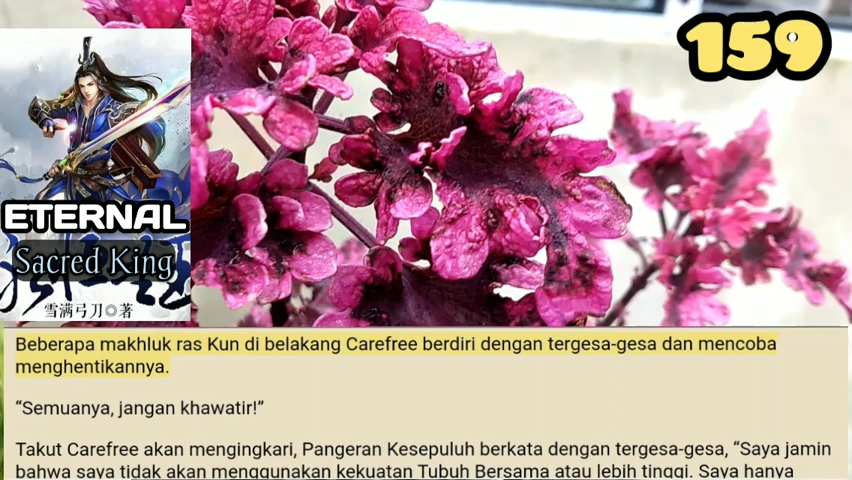 159
ETERNAL
Sacred King
雪满弓刀◎著
Beberapa makhluk ras Kun di belakang Carefree berdiri dengan tergesa-gesa dan mencoba
menghentikannya.
“Semuanya, jangan khawatir!”
Takut Carefree akan mengingkari, Pangeran Kesepuluh berkata dengan tergesa-gesa, “Saya jamin
bahwa saya tidak akan menggunakan kekuatan Tubuh Bersama atau lebih tinggi. Saya hanya